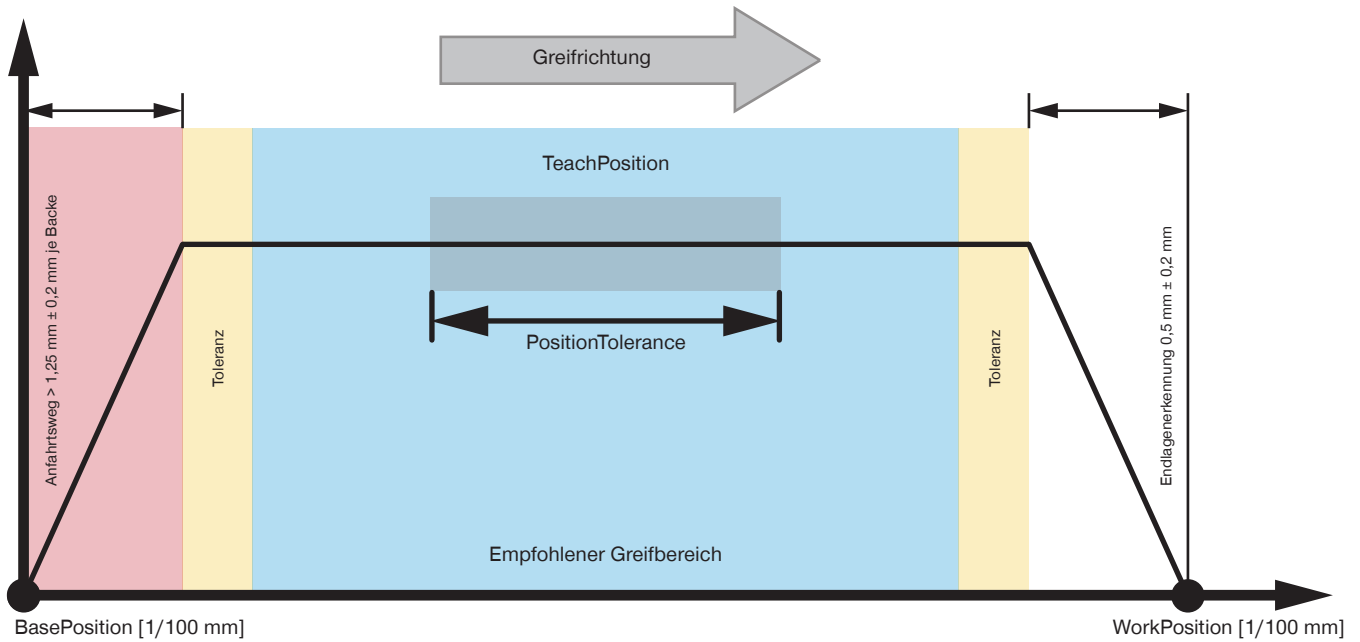 Greifrichtung
TeachPosition
Anfahrtsweg > 1,25 mm ± 0,2 mm je Backe
Toleranz
PositionTolerance
Toleranz
Endlagenerkennung 0,5 mm ± 0,2 mm
Empfohlener Greifbereich
BasePosition [1/100 mm]
WorkPosition [1/100 mm]